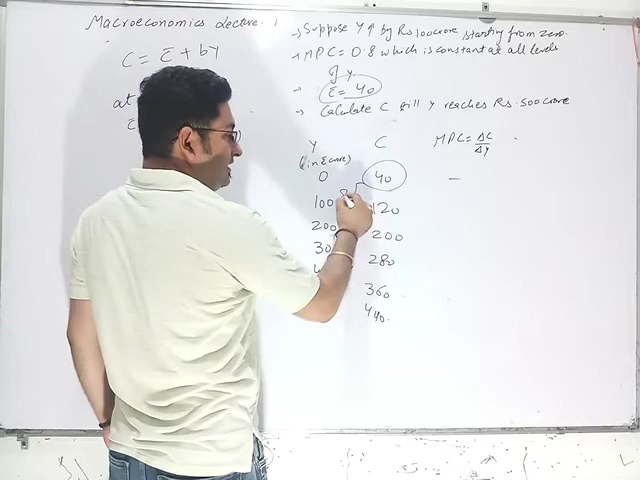 Macroeconomics Lecture 1
C = C̄ + bY
at
→ Suppose Y↑ by Rs 100 crore starting from zero.
→ MPC = 0.8 which is constant at all levels
of Y
→ C̄ = 40
→ Calculate C till Y reaches Rs. 500 crore
Y C MPC = ΔC/ΔY
(in ₹ crore)
0 40 —
100 120
200 200
30 280
360
440